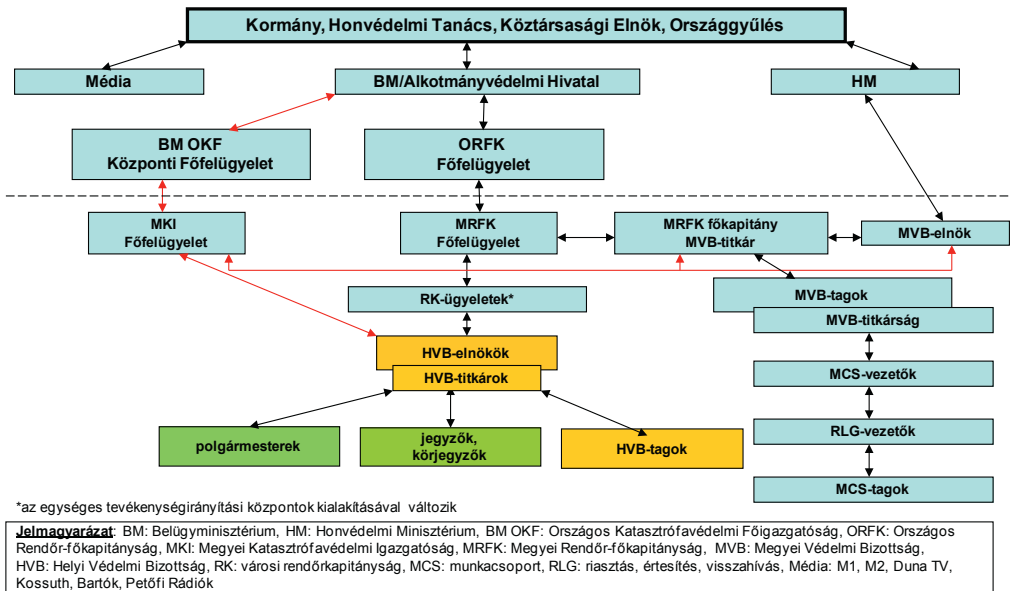 Kormány, Honvédelmi Tanács, Köztársasági Elnök, Országgyűlés
Média
BM/Alkotmányvédelmi Hivatal
HM
BM OKF
Központi Főfelügyelet
ORFK
Főfelügyelet
MKI
Főfelügyelet
MRFK
Főfelügyelet
MRFK főkapitány
MVB-titkár
MVB-elnök
RK-ügyeletek*
MVB-tagok
MVB-titkárság
HVB-elnökök
HVB-titkárok
MCS-vezetők
polgármesterek
jegyzők,
körjegyzők
HVB-tagok
RLG-vezetők
MCS-tagok
*az egységes tevékenységirányítási központok kialakításával változik
Jelmagyarázat: BM: Belügyminisztérium, HM: Honvédelmi Minisztérium, BM OKF: Országos Katasztrófavédelmi Főigazgatóság, ORFK: Országos
Rendőr-főkapitányság, MKI: Megyei Katasztrófavédelmi Igazgatóság, MRFK: Megyei Rendőr-főkapitányság, MVB: Megyei Védelmi Bizottság,
HVB: Helyi Védelmi Bizottság, RK: városi rendőrkapitányság, MCS: munkacsoport, RLG: riasztás, értesítés, visszahívás, Média: M1, M2, Duna TV,
Kossuth, Bartók, Petőfi Rádiók